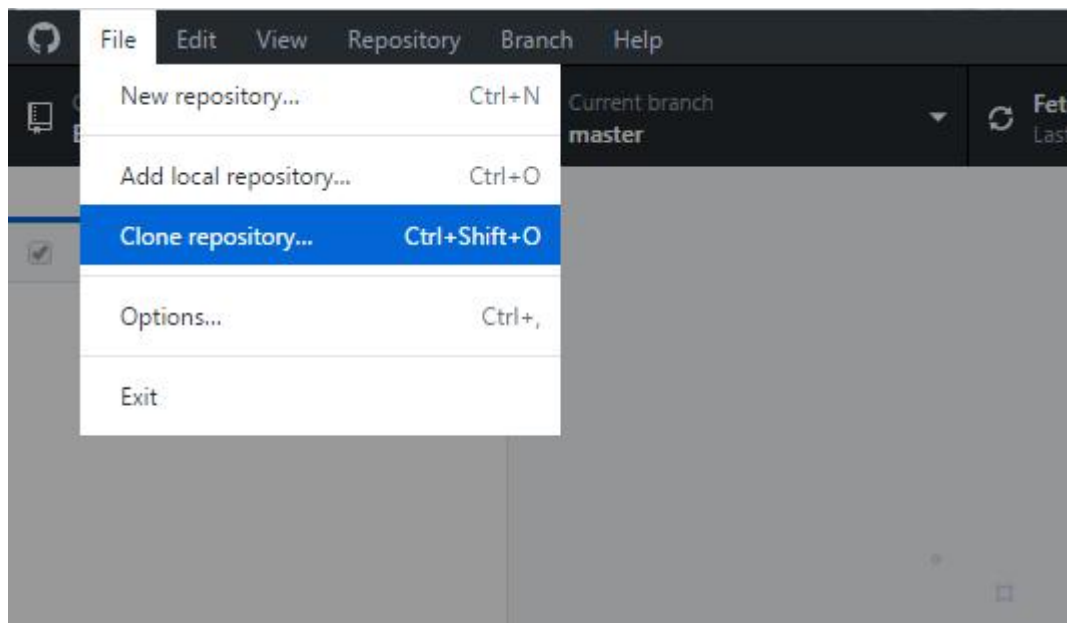 File Edit View Repository Branch Help
New repository... Ctrl+N
Current branch
master
Add local repository... Ctrl+O
Clone repository... Ctrl+Shift+O
Options... Ctrl+,
Exit